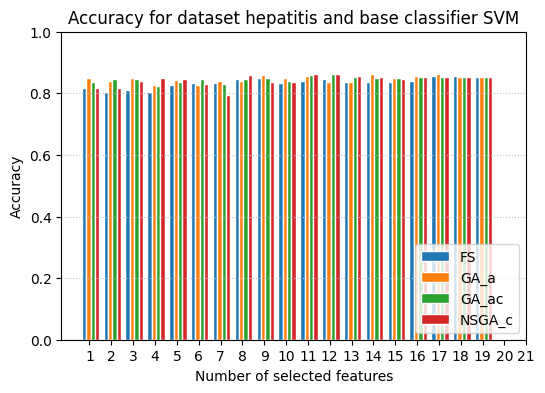 Accuracy for dataset hepatitis and base classifier SVM
1.0
0.8
0.6
0.4
0.2
0.0
Accuracy
FS
GA_a
GA_ac
NSGA_c
1 2 3 4 5 6 7 8 9 10 11 12 13 14 15 16 17 18 19 20 21
Number of selected features